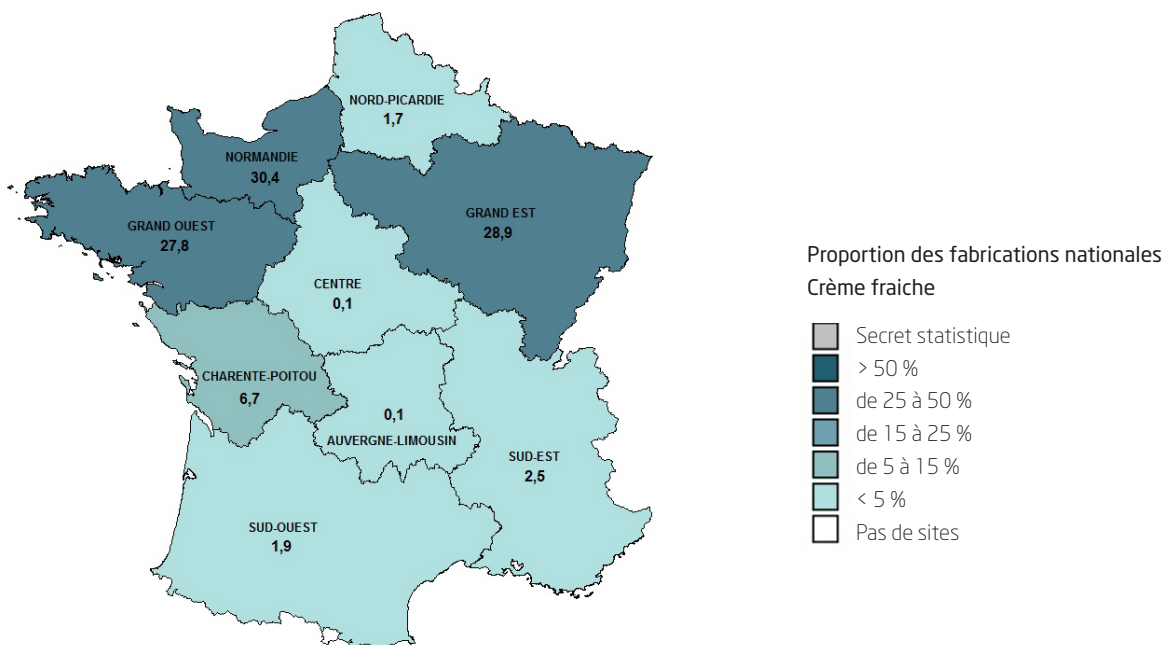 NORD-PICARDIE
1,7
NORMANDIE
30,4
GRAND EST
28,9
GRAND OUEST
27,8
CENTRE
0,1
CHARENTE-POITOU
6,7
0,1
AUVERGNE-LIMOUSIN
SUD-EST
2,5
SUD-OUEST
1,9
Proportion des fabrications nationales
Crème fraiche
Secret statistique
> 50 %
de 25 à 50 %
de 15 à 25 %
de 5 à 15 %
< 5 %
Pas de sites